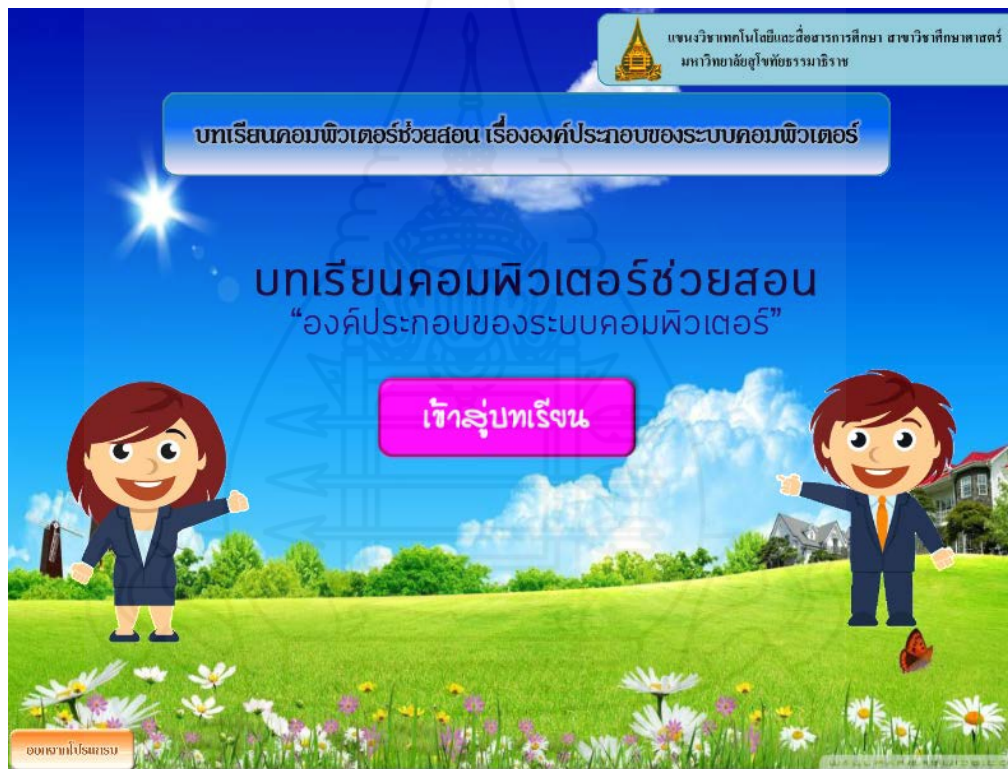 แขนงวิชาเทคโนโลยีและสื่อสารการศึกษา สาขาวิชาศึกษาศาสตร์
มหาวิทยาลัยสุโขทัยธรรมาธิราช
บทเรียนคอมพิวเตอร์ช่วยสอน เรื่ององค์ประกอบของระบบคอมพิวเตอร์
บทเรียนคอมพิวเตอร์ช่วยสอน
“องค์ประกอบของระบบคอมพิวเตอร์”
เข้าสู่บทเรียน
ออกจากโปรแกรม